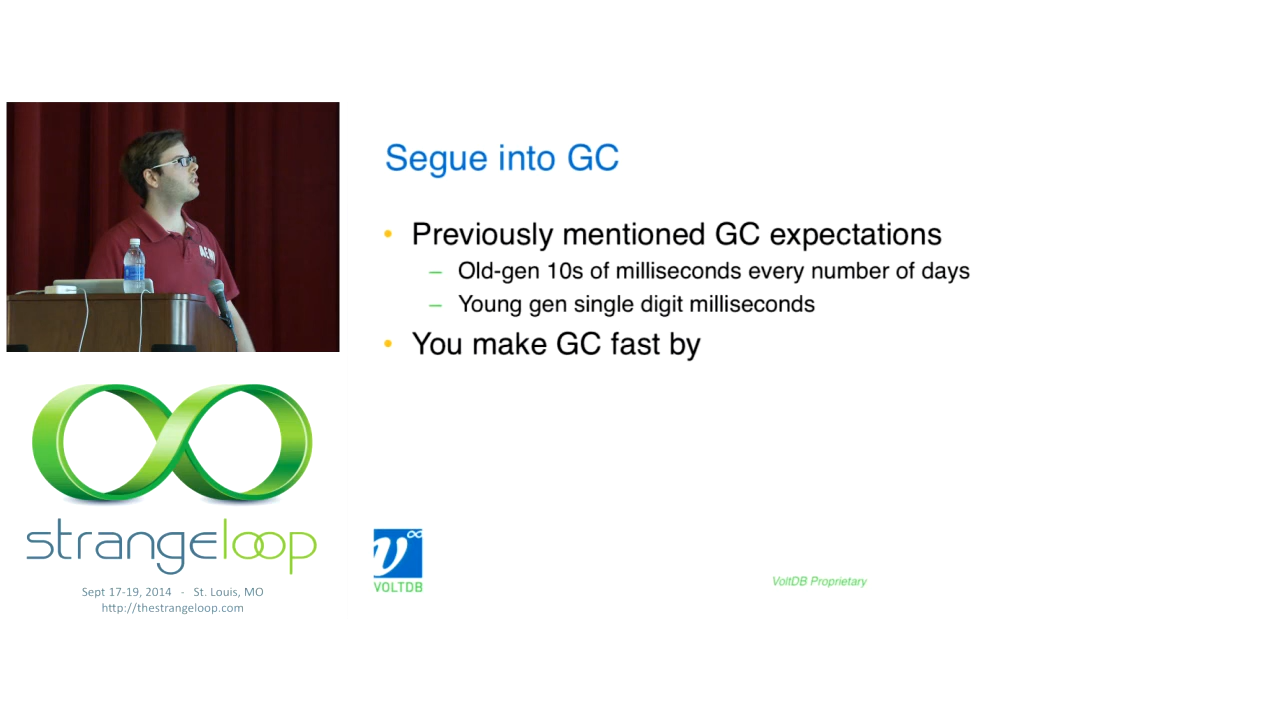 Segue into GC
• Previously mentioned GC expectations
– Old-gen 10s of milliseconds every number of days
– Young gen single digit milliseconds
• You make GC fast by
strangeloop
Sept 17-19, 2014 - St. Louis, MO
http://thestrangeloop.com
VOLTDB
VoltDB Proprietary